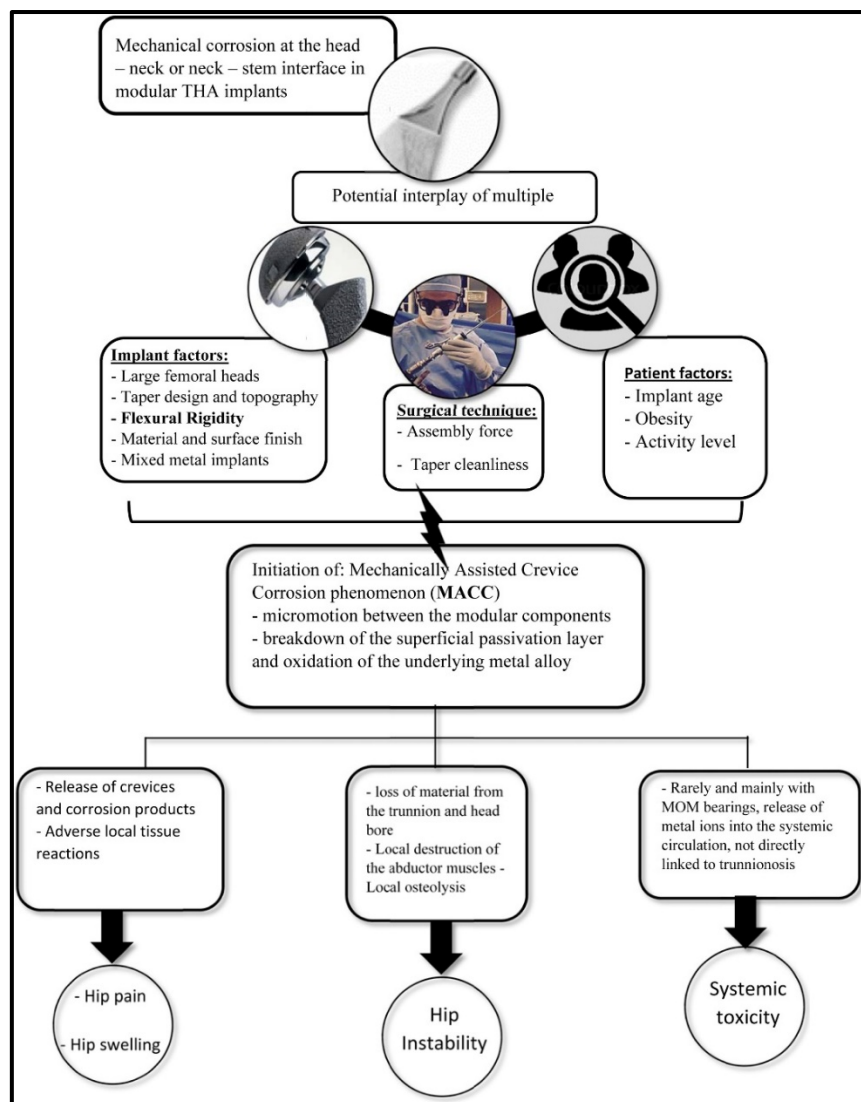 Mechanical corrosion at the head
– neck or neck – stem interface in
modular THA implants
Potential interplay of multiple
Implant factors:
- Large femoral heads
- Taper design and topography
- Flexural Rigidity
- Material and surface finish
- Mixed metal implants
Surgical technique:
- Assembly force
- Taper cleanliness
Patient factors:
- Implant age
- Obesity
- Activity level
Initiation of: Mechanically Assisted Crevice
Corrosion phenomenon (MACC)
- micromotion between the modular components
- breakdown of the superficial passivation layer
and oxidation of the underlying metal alloy
- Release of crevices
and corrosion products
- Adverse local tissue
reactions
- loss of material from
the trunnion and head
bore
- Local destruction of
the abductor muscles -
Local osteolysis
- Rarely and mainly with
MOM bearings, release of
metal ions into the systemic
circulation, not directly
linked to trunnionosis
- Hip pain
- Hip swelling
Hip
Instability
Systemic
toxicity